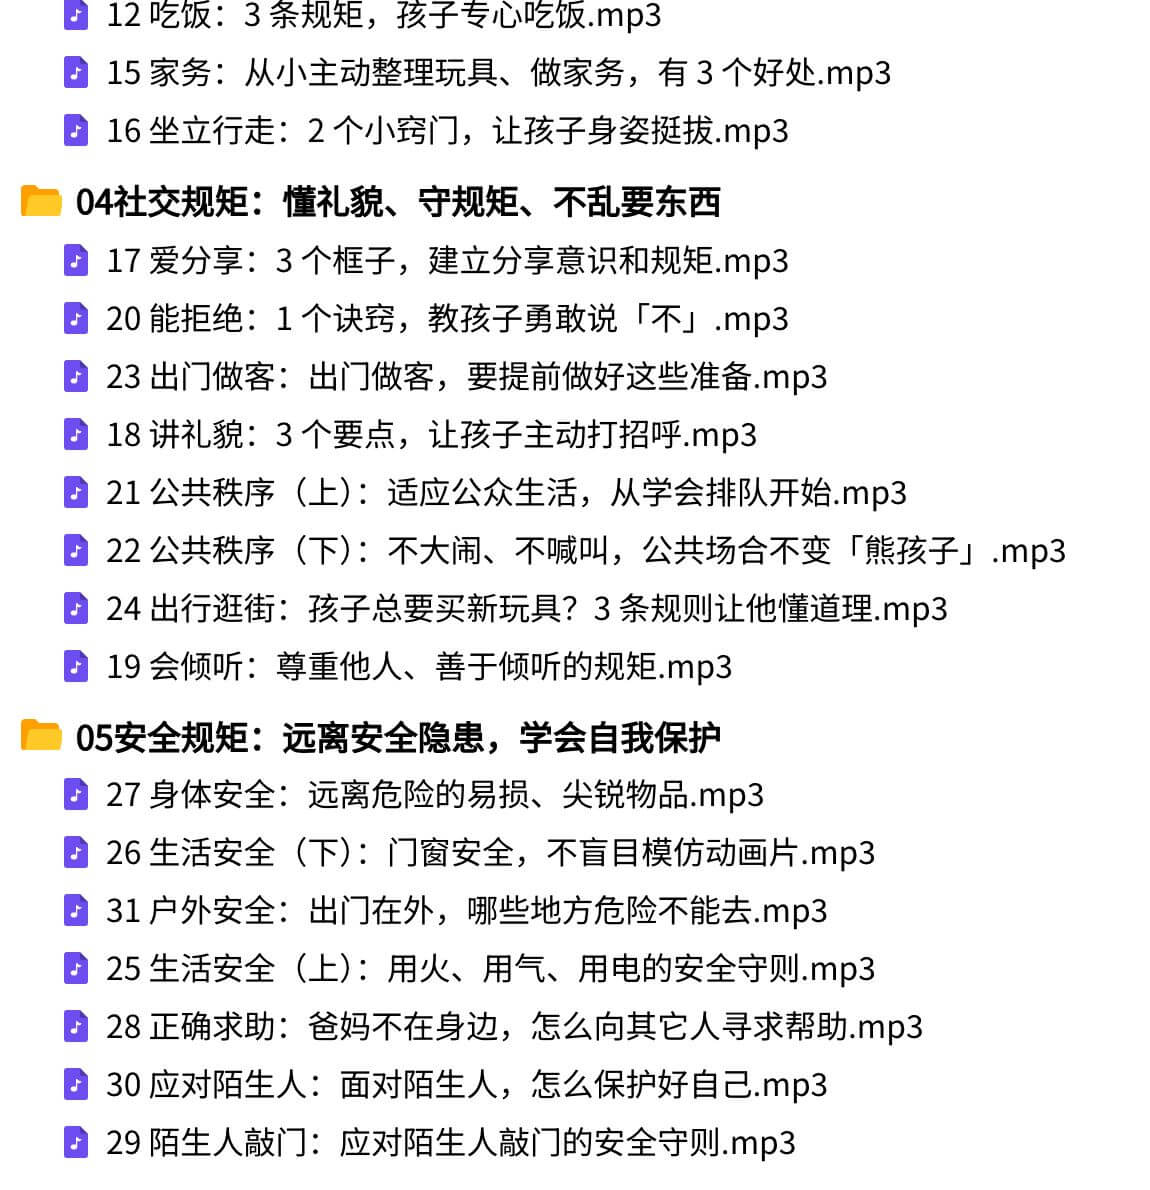 12 吃饭：3 条规矩，孩子专心吃饭.mp3
15 家务：从小主动整理玩具、做家务，有 3 个好处.mp3
16 坐立行走：2 个小窍门，让孩子身姿挺拔.mp3
04社交规矩：懂礼貌、守规矩、不乱要东西
17 爱分享：3 个框子，建立分享意识和规矩.mp3
20 能拒绝：1 个诀窍，教孩子勇敢说「不」.mp3
23 出门做客：出门做客，要提前做好这些准备.mp3
18 讲礼貌：3 个要点，让孩子主动打招呼.mp3
21 公共秩序（上）：适应公众生活，从学会排队开始.mp3
22 公共秩序（下）：不大闹、不喊叫，公共场合不变「熊孩子」.mp3
24 出行逛街：孩子总要买新玩具？3 条规则让他懂道理.mp3
19 会倾听：尊重他人、善于倾听的规矩.mp3
05安全规矩：远离安全隐患，学会自我保护
27 身体安全：远离危险的易损、尖锐物品.mp3
26 生活安全（下）：门窗安全，不盲目模仿动画片.mp3
31 户外安全：出门在外，哪些地方危险不能去.mp3
25 生活安全（上）：用火、用气、用电的安全守则.mp3
28 正确求助：爸妈不在身边，怎么向其它人寻求帮助.mp3
30 应对陌生人：面对陌生人，怎么保护好自己.mp3
29 陌生人敲门：应对陌生人敲门的安全守则.mp3